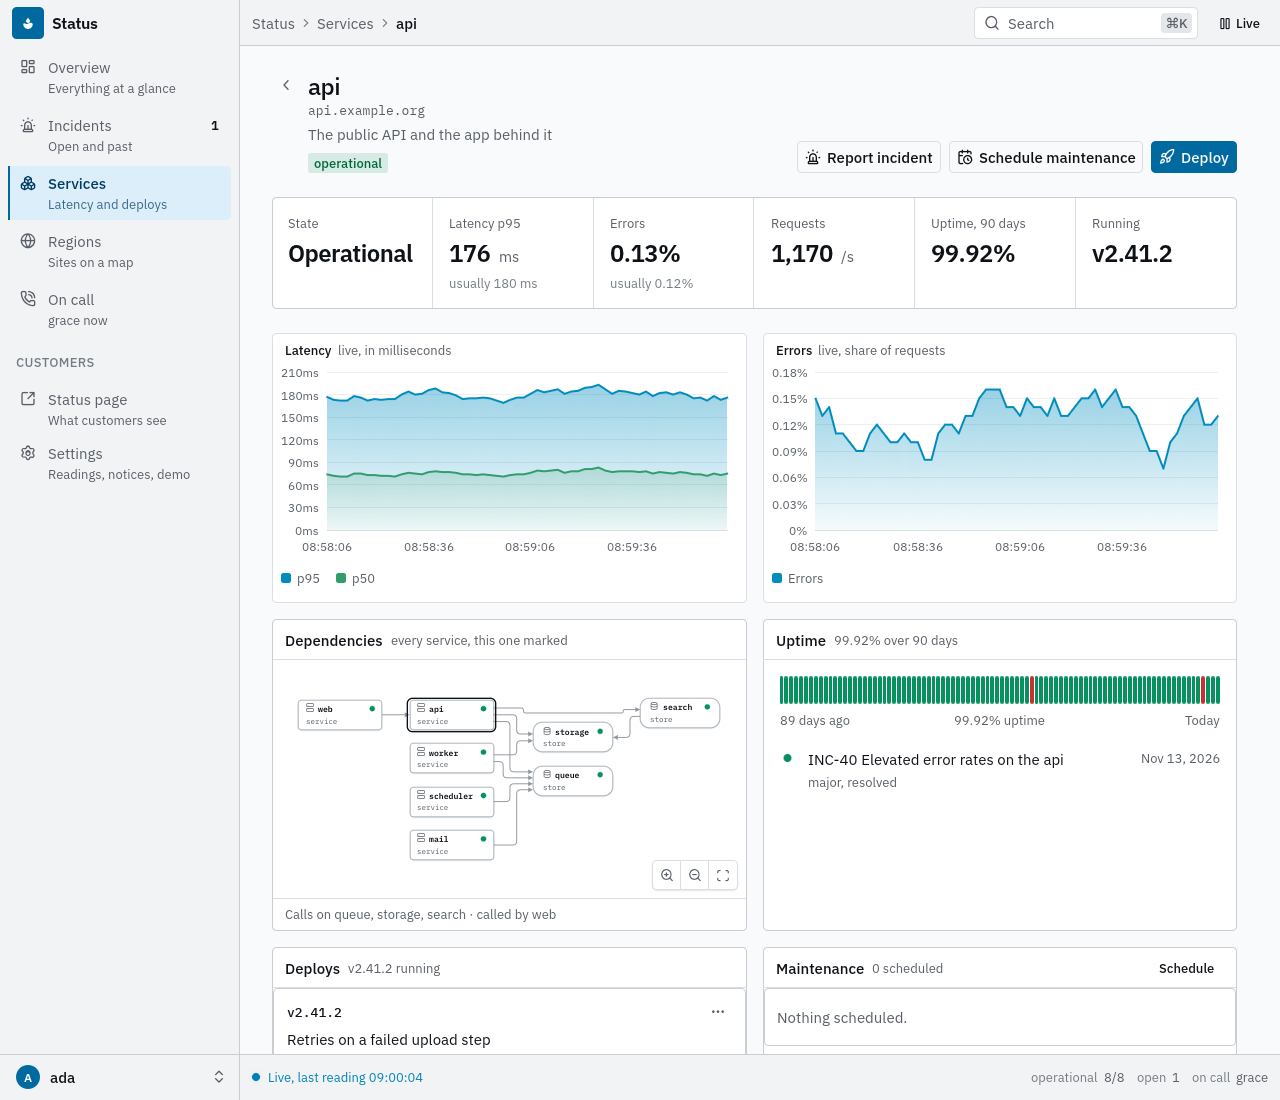 Status
Overview
Everything at a glance
Incidents 1
Open and past
Services
Latency and deploys
Regions
Sites on a map
On call
grace now
CUSTOMERS
Status page
What customers see
Settings
Readings, notices, demo
A ada
Status Services api
Search ⌘K Live
api
api.example.org
The public API and the app behind it
operational
Report incident Schedule maintenance Deploy
State
Operational
Latency p95
176 ms
usually 180 ms
Errors
0.13%
usually 0.12%
Requests
1,170 /s
Uptime, 90 days
99.92%
Running
v2.41.2
Latency live, in milliseconds
210ms
180ms
150ms
120ms
90ms
60ms
30ms
0ms
08:58:06 08:58:36 08:59:06 08:59:36
p95 p50
Errors live, share of requests
0.18%
0.15%
0.12%
0.09%
0.06%
0.03%
0%
08:58:06 08:58:36 08:59:06 08:59:36
Errors
Dependencies every service, this one marked
web
service
api
service
worker
service
scheduler
service
mail
service
storage
store
queue
store
search
store
Calls on queue, storage, search · called by web
Uptime 99.92% over 90 days
89 days ago 99.92% uptime Today
INC-40 Elevated error rates on the api Nov 13, 2026
major, resolved
Deploys v2.41.2 running
v2.41.2
Retries on a failed upload step
Maintenance 0 scheduled Schedule
Nothing scheduled.
Live, last reading 09:00:04
operational 8/8 open 1 on call grace